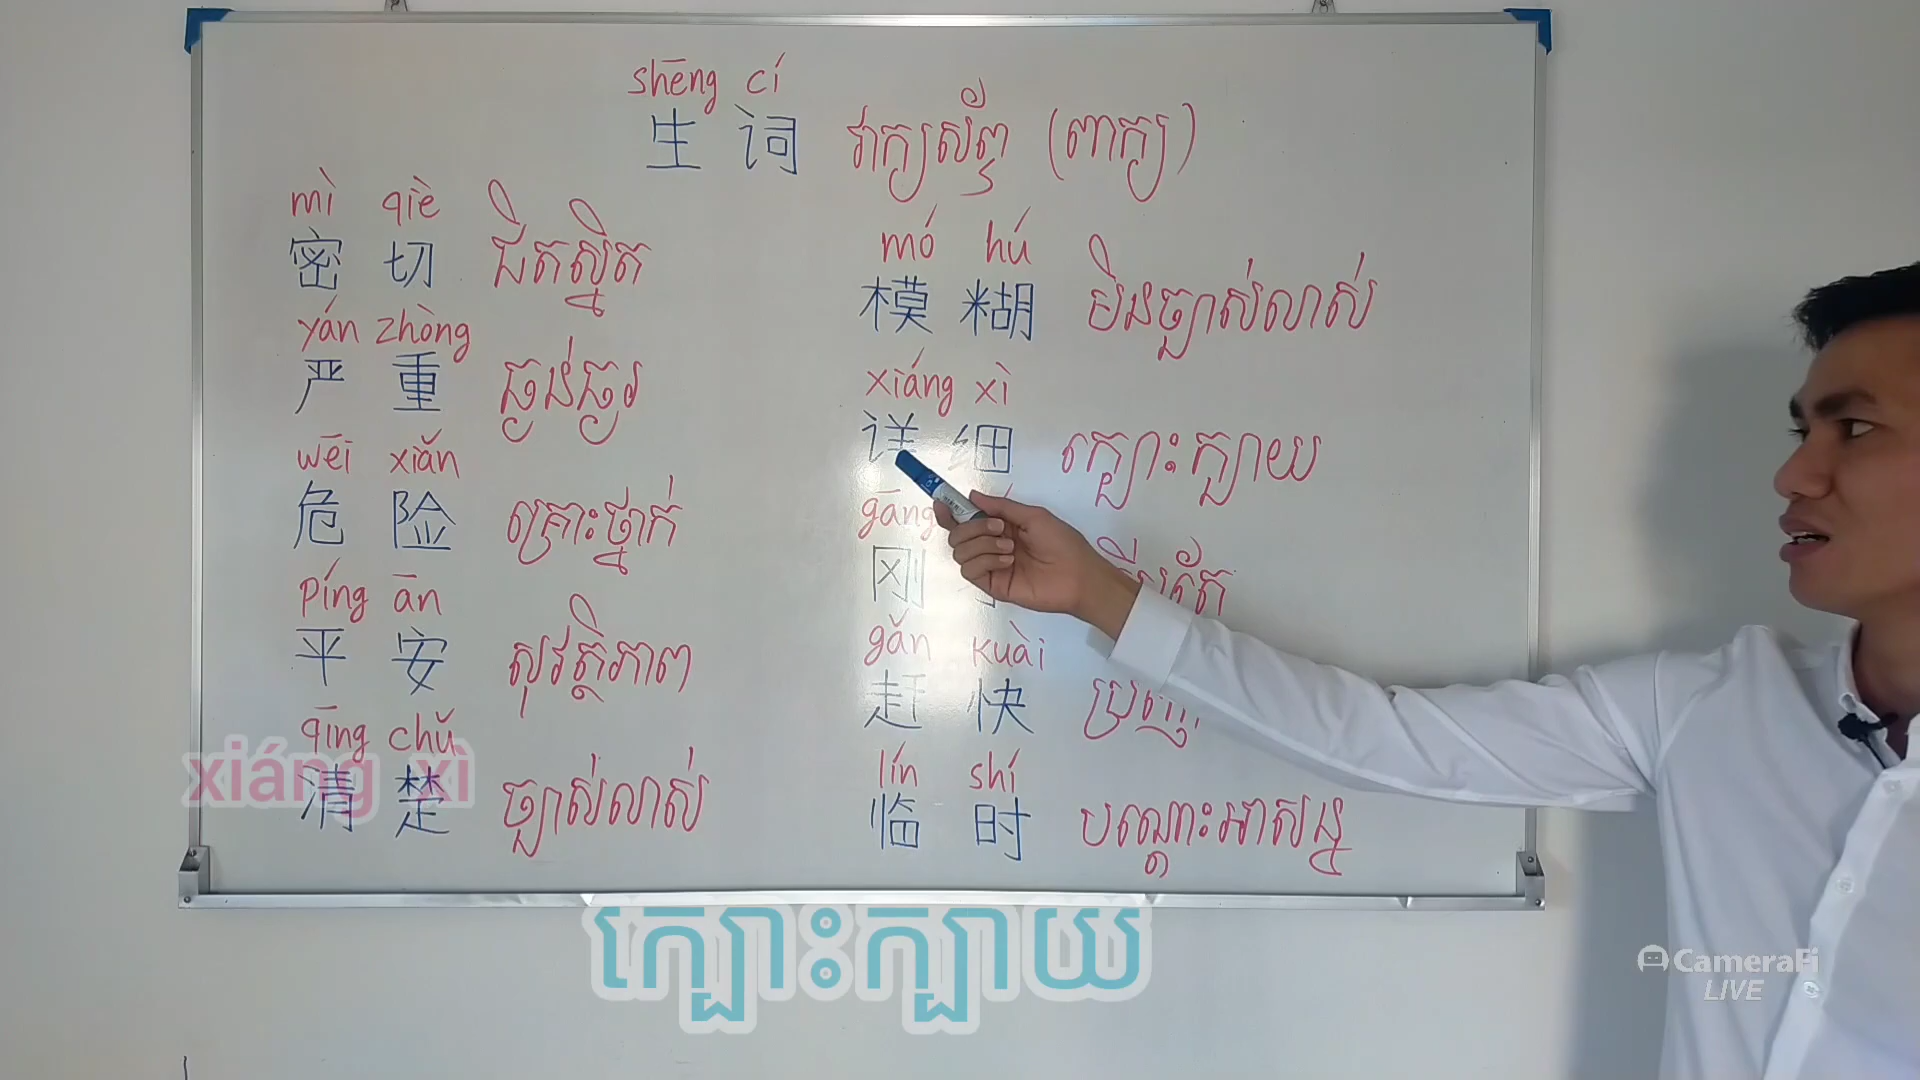 shēng cí
生 词 វាក្យស័ព្ទ (ពាក្យ)
mì qiè
密 切 ជិតស្និត
yán zhòng
严 重 ធ្ងន់ធ្ងរ
wēi xiǎn
危 险 គ្រោះថ្នាក់
píng ān
平 安 សុវត្ថិភាព
qīng chǔ
清 楚 ច្បាស់លាស់
mó hú
模 糊 មិនច្បាស់លាស់
xiáng xì
详 细 ក្បោះក្បាយ
gāng
刚
gǎn kuài
赶 快
lín shí
临 时 បណ្តោះអាសន្ន
xiáng xì
ក្បោះក្បាយ
CameraFi
LIVE